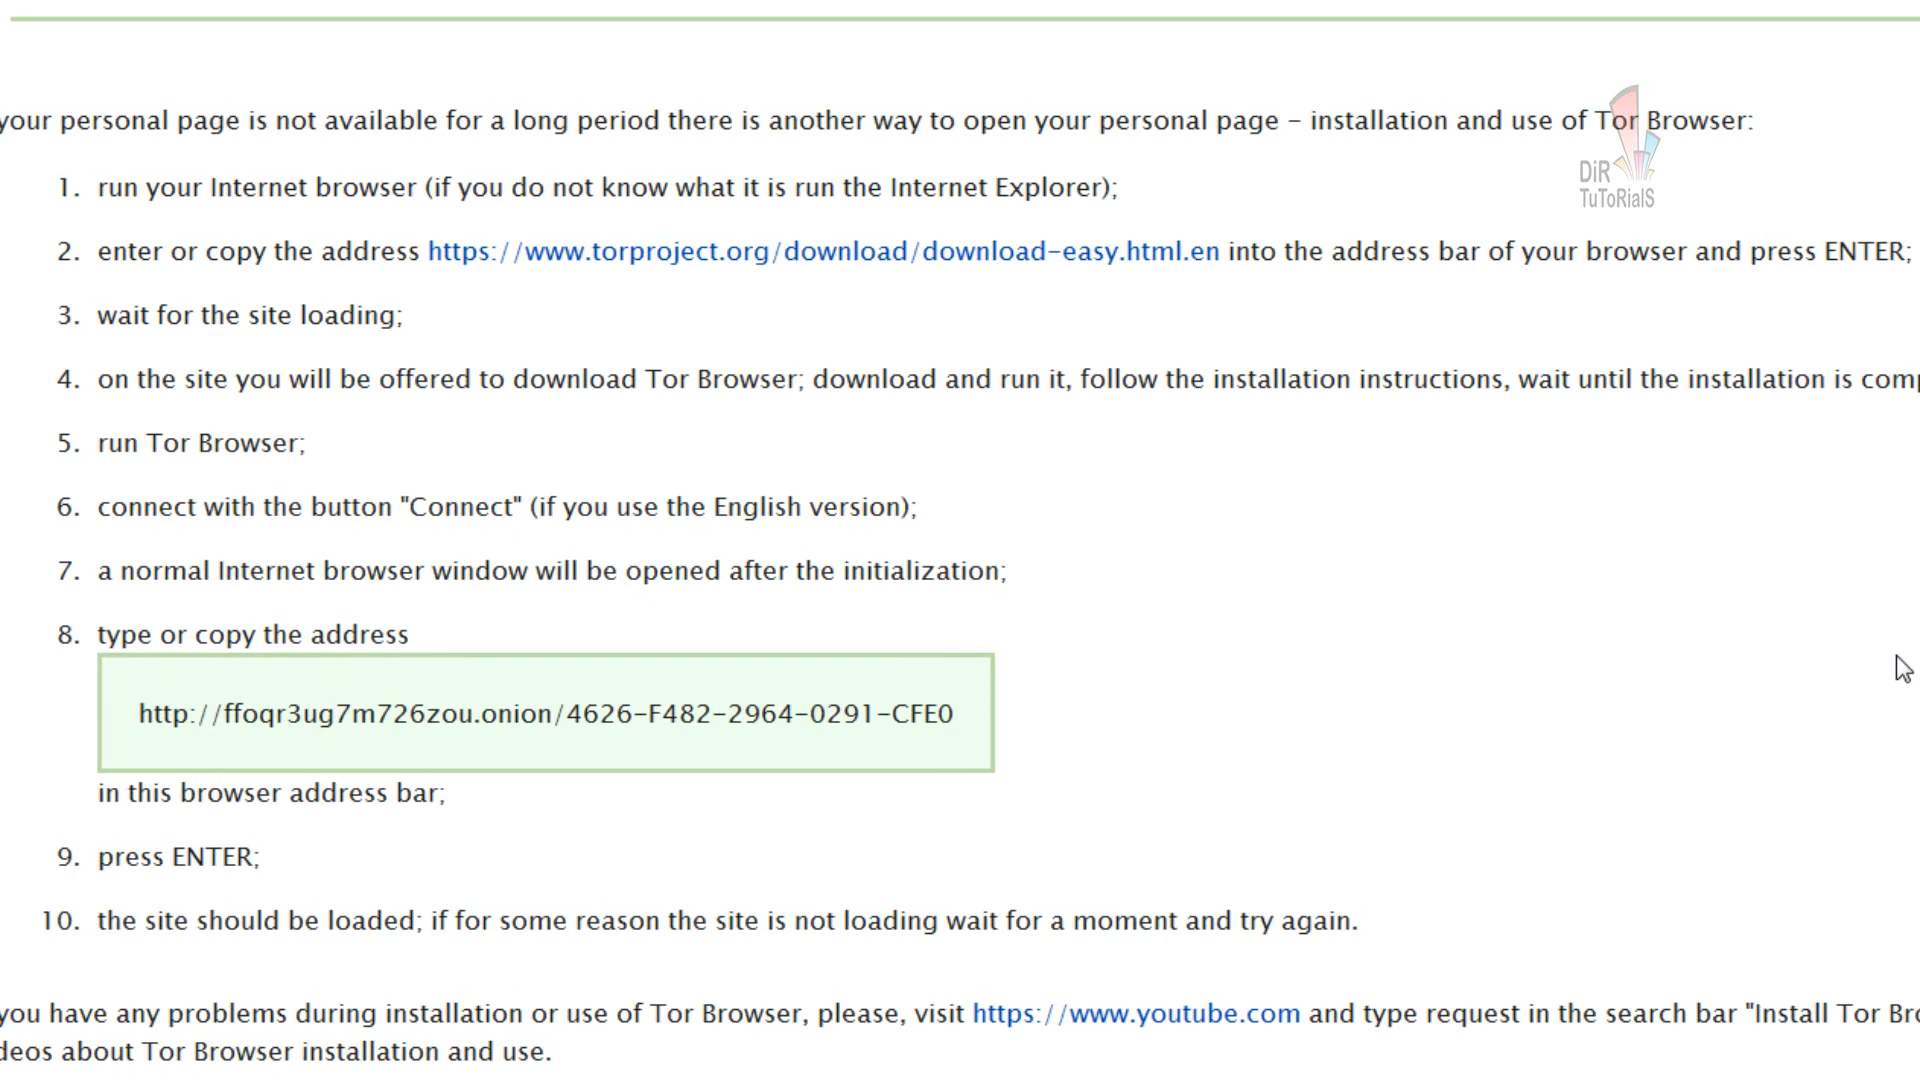 your personal page is not available for a long period there is another way to open your personal page – installation and use of Tor Browser:
DiR
TuToRialS
1. run your Internet browser (if you do not know what it is run the Internet Explorer);
2. enter or copy the address https://www.torproject.org/download/download-easy.html.en into the address bar of your browser and press ENTER;
3. wait for the site loading;
4. on the site you will be offered to download Tor Browser; download and run it, follow the installation instructions, wait until the installation is
5. run Tor Browser;
6. connect with the button "Connect" (if you use the English version);
7. a normal Internet browser window will be opened after the initialization;
8. type or copy the address
http://ffoqr3ug7m726zou.onion/4626-F482-2964-0291-CFE0
in this browser address bar;
9. press ENTER;
10. the site should be loaded; if for some reason the site is not loading wait for a moment and try again.
you have any problems during installation or use of Tor Browser, please, visit https://www.youtube.com and type request in the search bar "Install Tor
about Tor Browser installation and use.